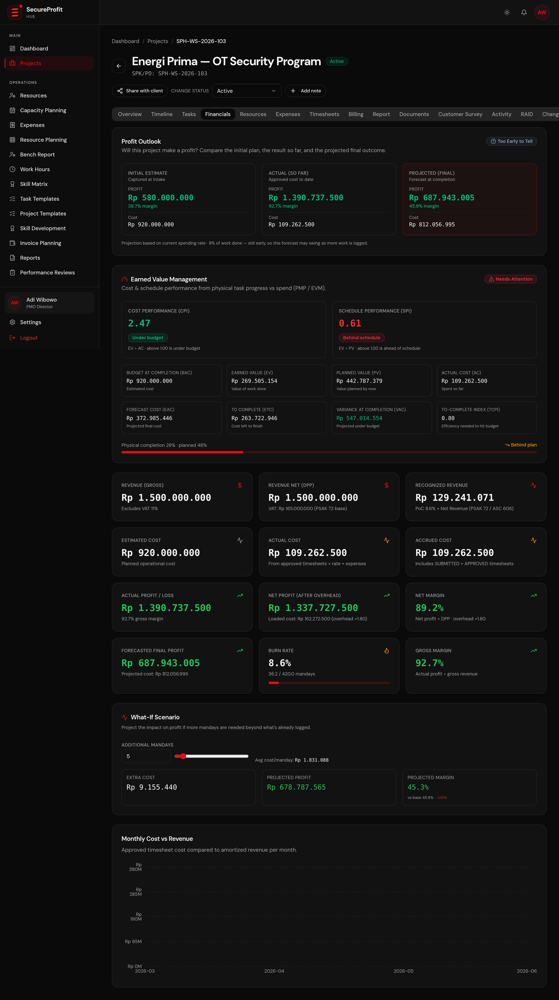 SecureProfit
HUB
AW
MAIN
Dashboard
Projects
OPERATIONS
Resources
Capacity Planning
Expenses
Resource Planning
Bench Report
Work Hours
Skill Matrix
Task Templates
Project Templates
Skill Development
Invoice Planning
Reports
Performance Reviews
AW
Adi Wibowo
PMO Director
Settings
Logout
Dashboard / Projects / SPH-WS-2026-103
Energi Prima — OT Security Program Active
SPK/PO: SPH-WS-2026-103
Share with client CHANGE STATUS Active Add note
Overview Timeline Tasks Financials Resources Expenses Timesheets Billing Report Documents Customer Survey Activity RAID Chang
Profit Outlook Too Early to Tell
Will this project make a profit? Compare the initial plan, the result so far, and the projected final outcome.
INITIAL ESTIMATE
Captured at intake
PROFIT
Rp 580.000.000
38.7% margin
Cost
Rp 920.000.000
ACTUAL (SO FAR)
Approved cost to date
PROFIT
Rp 1.390.737.500
92.7% margin
Cost
Rp 109.262.500
PROJECTED (FINAL)
Forecast at completion
PROFIT
Rp 687.943.005
45.9% margin
Cost
Rp 812.056.995
Projection based on current spending rate · 9% of work done — still early, so this forecast may swing as more work is logged.
Earned Value Management Needs Attention
Cost & schedule performance from physical task progress vs spend (PMP / EVM).
COST PERFORMANCE (CPI)
2.47
Under budget
EV ÷ AC · above 1.00 is under budget
SCHEDULE PERFORMANCE (SPI)
0.61
Behind schedule
EV ÷ PV · above 1.00 is ahead of schedule
BUDGET AT COMPLETION (BAC)
Rp 920.000.000
Estimated cost
EARNED VALUE (EV)
Rp 269.505.154
Value of work done
PLANNED VALUE (PV)
Rp 442.787.379
Value planned by now
ACTUAL COST (AC)
Rp 109.262.500
Spent so far
FORECAST COST (EAC)
Rp 372.985.446
Projected final cost
TO COMPLETE (ETC)
Rp 263.722.946
Cost left to finish
VARIANCE AT COMPLETION (VAC)
Rp 547.014.554
Projected under budget
TO-COMPLETE INDEX (TCPI)
0.80
Efficiency needed to hit budget
Physical completion 29% · planned 48% Behind plan
REVENUE (GROSS)
Rp 1.500.000.000
Excludes VAT 11%
REVENUE NET (DPP)
Rp 1.500.000.000
VAT: Rp 165.000.000 (PSAK 72 base)
RECOGNIZED REVENUE
Rp 129.241.071
PoC 8.6% × Net Revenue (PSAK 72 / ASC 606)
ESTIMATED COST
Rp 920.000.000
Planned operational cost
ACTUAL COST
Rp 109.262.500
From approved timesheets × rate + expenses
ACCRUED COST
Rp 109.262.500
Includes SUBMITTED + APPROVED timesheets
ACTUAL PROFIT / LOSS
Rp 1.390.737.500
92.7% gross margin
NET PROFIT (AFTER OVERHEAD)
Rp 1.337.727.500
Loaded cost: Rp 162.272.500 (overhead ×1.80)
NET MARGIN
89.2%
Net profit ÷ DPP · overhead ×1.80
FORECASTED FINAL PROFIT
Rp 687.943.005
Projected cost: Rp 812.056.995
BURN RATE
8.6%
36.2 / 420.0 mandays
GROSS MARGIN
92.7%
Actual profit ÷ gross revenue
What-If Scenario
Project the impact on profit if more mandays are needed beyond what's already logged.
ADDITIONAL MANDAYS
5
Avg cost/manday: Rp 1.831.088
EXTRA COST
Rp 9.155.440
PROJECTED PROFIT
Rp 678.787.565
PROJECTED MARGIN
45.3%
vs base 45.9% · -0.6%
Monthly Cost vs Revenue
Approved timesheet cost compared to amortized revenue per month.
Rp
380M
Rp
285M
Rp
190M
Rp 95M
Rp 0M
2026-03 2026-04 2026-05 2026-06